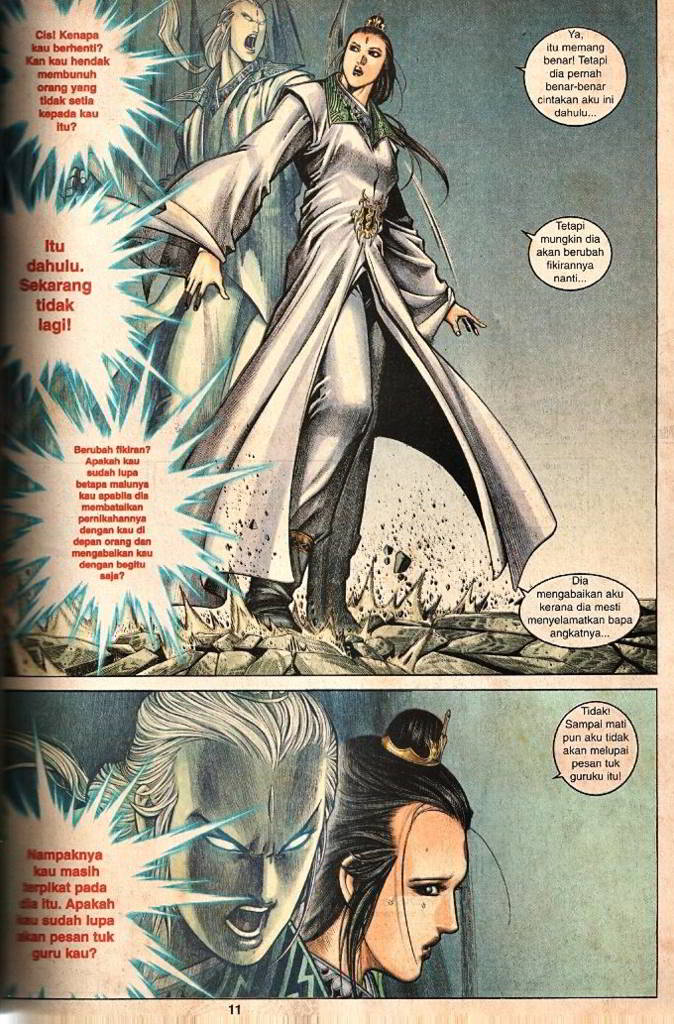 Cis! Kenapa
kau berhenti?
Kan kau hendak
membunuh
orang yang
tidak setia
kepada kau
itu?
Ya,
itu memang
benar! Tetapi
dia pernah
benar-benar
cintakan aku ini
dahulu...
Itu
dahulu.
Sekarang
tidak
lagi!
Tetapi
mungkin dia
akan berubah
fikirannya
nanti...
Berubah fikiran?
Apakah kau
sudah lupa
betapa malunya
kau apabila dia
membatalkan
pernikahannya
dengan kau di
depan orang dan
mengabaikan kau
dengan begitu
saja?
Dia
mengabaikan aku
kerana dia mesti
menyelamatkan bapa
angkatnya...
Nampaknya
kau masih
terpikat pada
dia itu. Apakah
kau sudah lupa
akan pesan tuk
guru kau?
Tidak!
Sampai mati
pun aku tidak
akan melupai
pesan tuk
guruku itu!
11